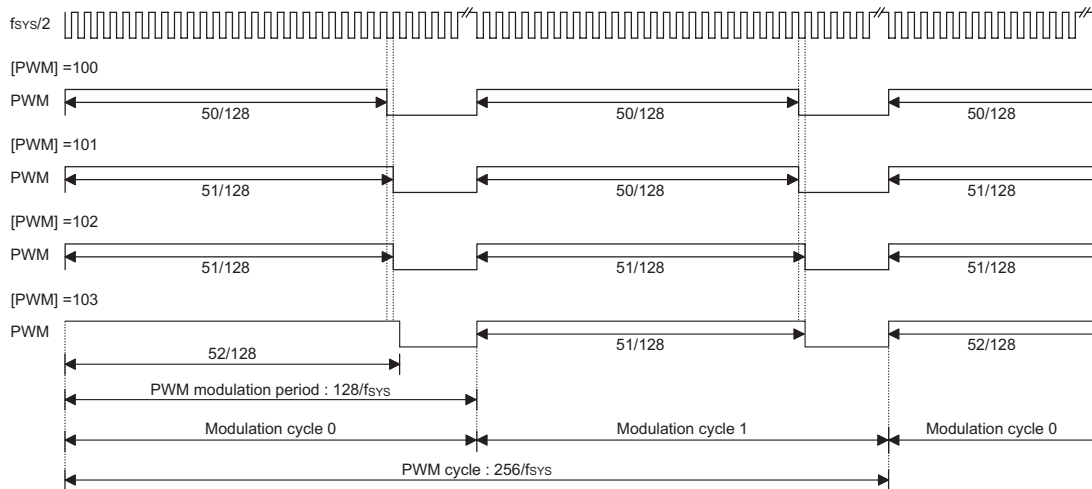 fSYS/2
[PWM] =100
PWM
50/128 50/128 50/128
[PWM] =101
PWM
51/128 50/128 51/128
[PWM] =102
PWM
51/128 51/128 51/128
[PWM] =103
PWM
52/128 51/128 52/128
PWM modulation period : 128/fSYS
Modulation cycle 0 Modulation cycle 1 Modulation cycle 0
PWM cycle : 256/fSYS